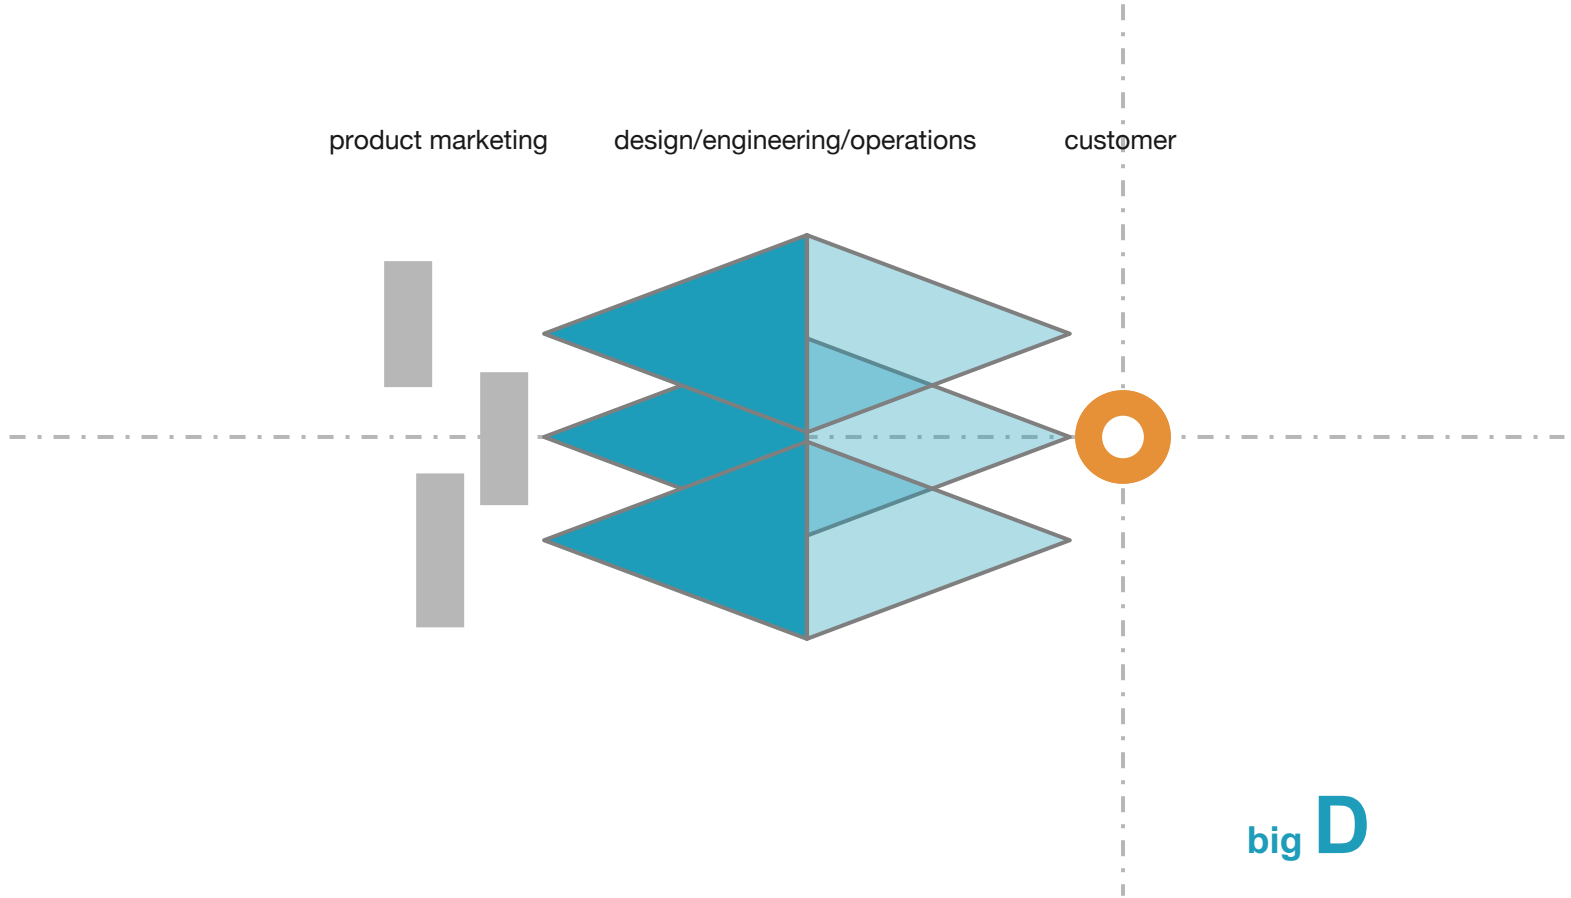 product marketing
design/engineering/operations
customer
big D